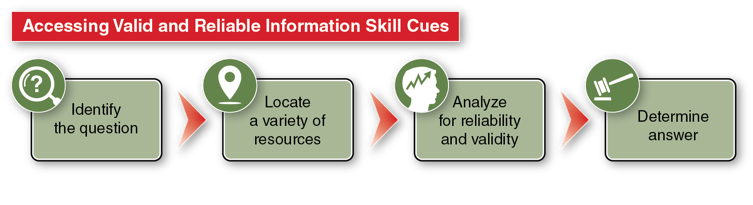 Accessing Valid and Reliable Information Skill Cues
?
Identify
the question
Locate
a variety of
resources
Analyze
for reliability
and validity
Determine
answer